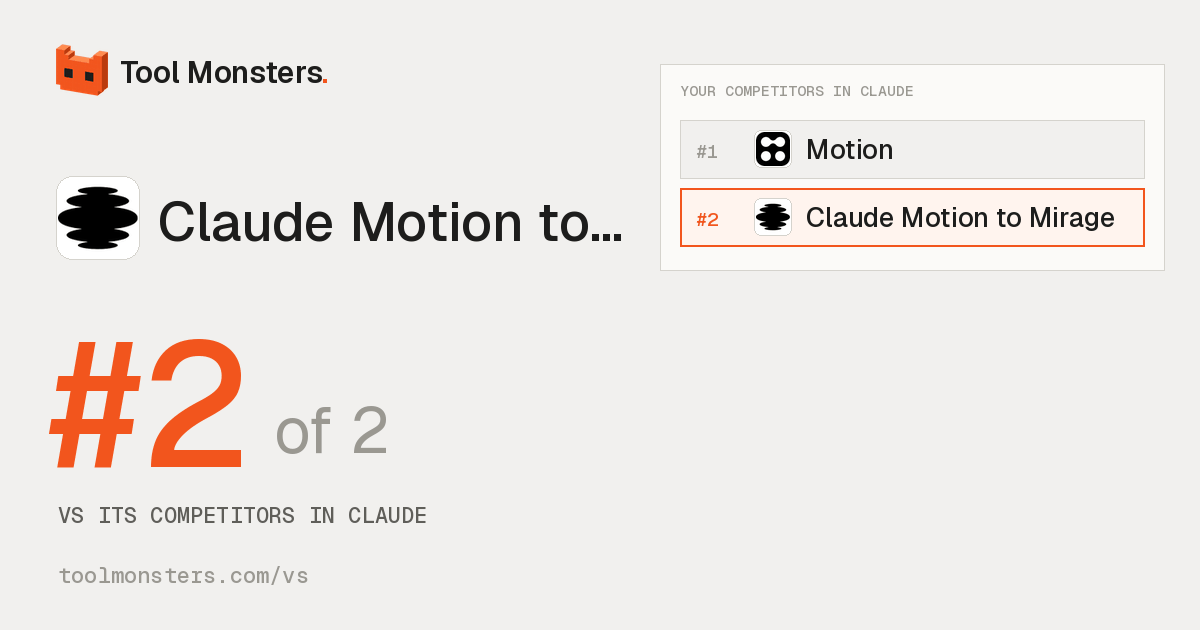 Tool Monsters.
Claude Motion to...
#2 of 2
VS ITS COMPETITORS IN CLAUDE
toolmonsters.com/vs
YOUR COMPETITORS IN CLAUDE
#1 Motion
#2 Claude Motion to Mirage